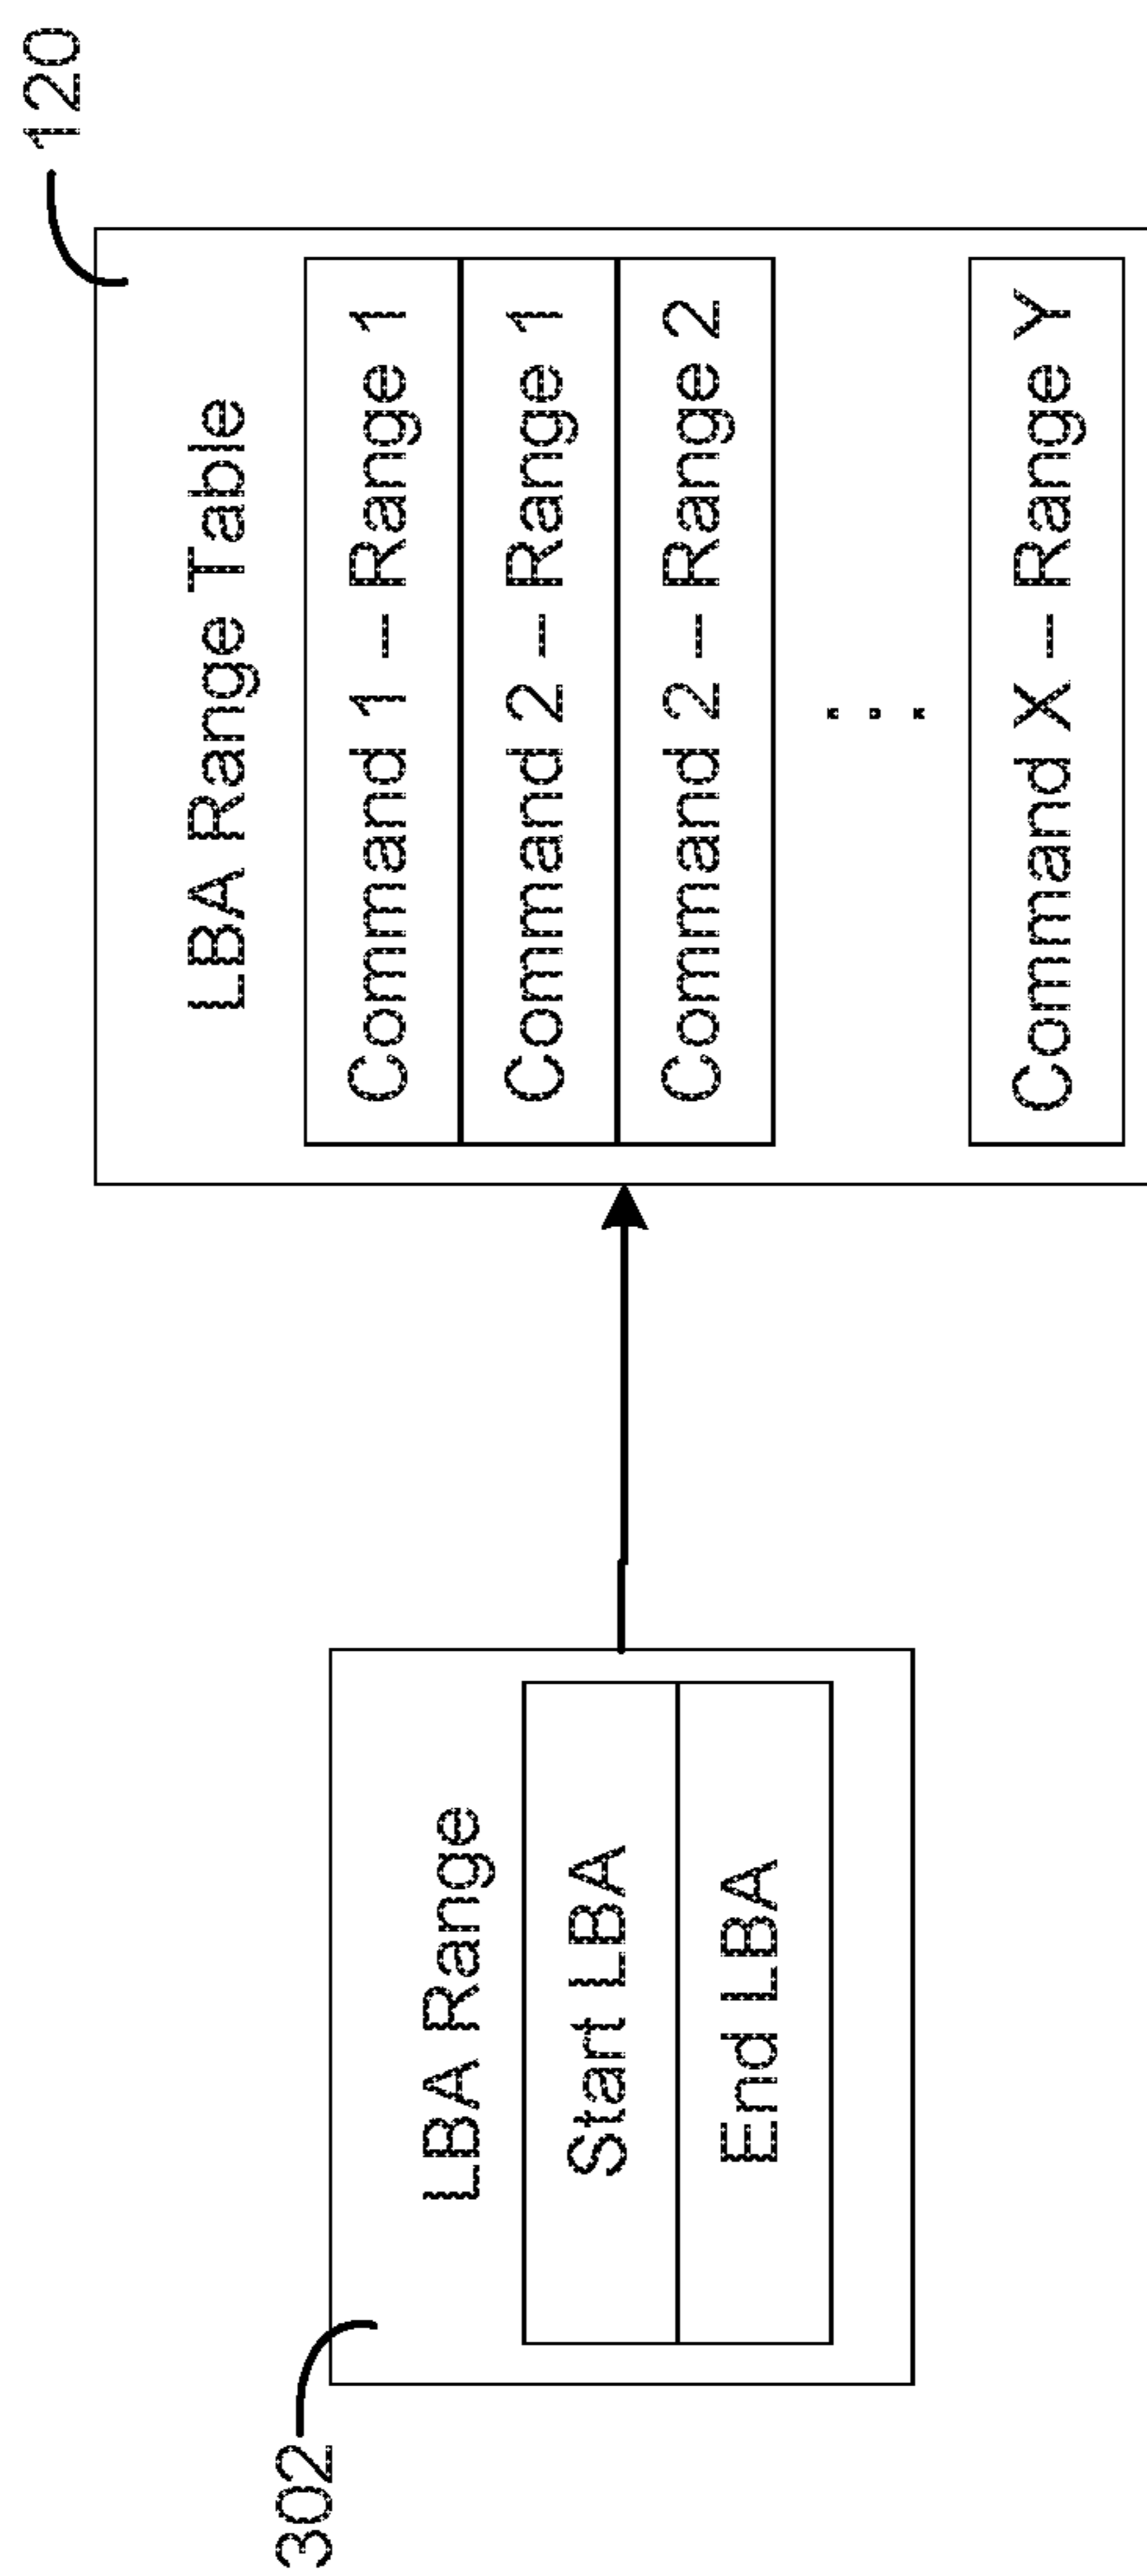 302
LBA Range
Start LBA
End LBA
120
LBA Range Table
Command 1 – Range 1
Command 2 – Range 1
Command 2 – Range 2
...
Command X – Range Y